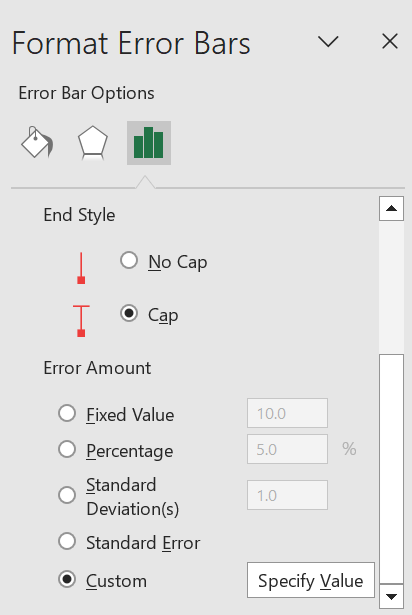 Format Error Bars
Error Bar Options
End Style
No Cap
Cap
Error Amount
Fixed Value 10.0
Percentage 5.0 %
Standard
Deviation(s) 1.0
Standard Error
Custom Specify Value